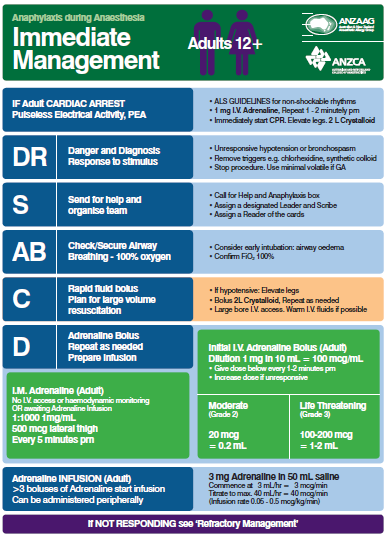 Anaphylaxis during Anaesthesia
Immediate
Management
Adults 12+
ANZAAG
Australian & New Zealand
Anaesthetic Allergy Group
ANZCA
IF Adult CARDIAC ARREST
Pulseless Electrical Activity, PEA
• ALS GUIDELINES for non-shockable rhythms
• 1 mg I.V. Adrenaline, Repeat 1 - 2 minutely prn
• Immediately start CPR. Elevate legs. 2 L Crystalloid
DR
Danger and Diagnosis
Response to stimulus
• Unresponsive hypotension or bronchospasm
• Remove triggers e.g. chlorhexidine, synthetic colloid
• Stop procedure. Use minimal volatile if GA
S
Send for help and
organise team
• Call for Help and Anaphylaxis box
• Assign a designated Leader and Scribe
• Assign a Reader of the cards
AB
Check/Secure Airway
Breathing - 100% oxygen
• Consider early intubation: airway oedema
• Confirm FiO₂ 100%
C
Rapid fluid bolus
Plan for large volume
resuscitation
• If hypotensive: Elevate legs
• Bolus 2L Crystalloid, Repeat as needed
• Large bore I.V. access. Warm I.V. fluids if possible
D
Adrenaline Bolus
Repeat as needed
Prepare Infusion
Initial I.V. Adrenaline Bolus (Adult)
Dilution 1 mg in 10 mL = 100 mcg/mL
• Give dose below every 1-2 minutes prn
• Increase dose if unresponsive
I.M. Adrenaline (Adult)
No I.V. access or haemodynamic monitoring
OR awaiting Adrenaline Infusion
1:1000 1mg/mL
500 mcg lateral thigh
Every 5 minutes prn
Moderate
(Grade 2)
20 mcg
= 0.2 mL
Life Threatening
(Grade 3)
100-200 mcg
= 1-2 mL
Adrenaline INFUSION (Adult)
>3 boluses of Adrenaline start infusion
Can be administered peripherally
3 mg Adrenaline in 50 mL saline
Commence at 3 mL/hr = 3 mcg/min
Titrate to max. 40 mL/hr = 40 mcg/min
(Infusion rate 0.05 - 0.5 mcg/kg/min)
If NOT RESPONDING see 'Refractory Management'